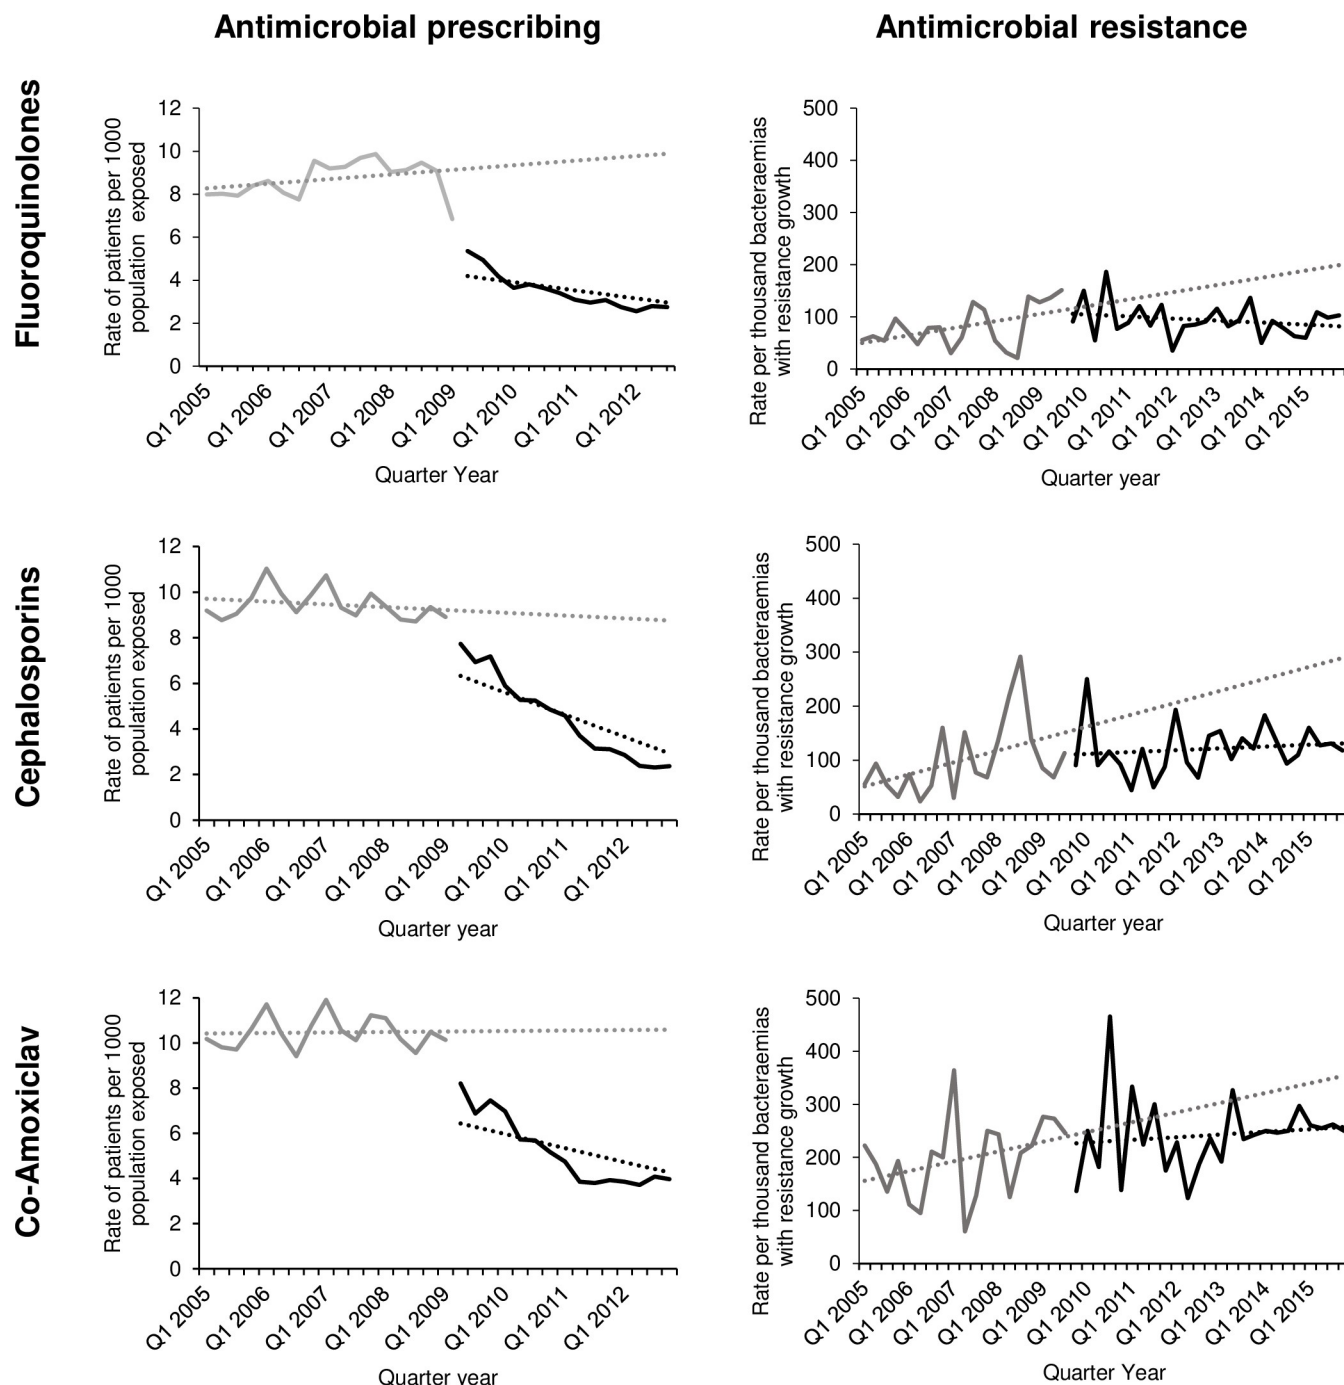 Antimicrobial prescribing
Antimicrobial resistance
Fluoroquinolones
Rate of patients per 1000
population exposed
12
10
8
6
4
2
0
Q1 2005
Q1 2006
Q1 2007
Q1 2008
Q1 2009
Q1 2010
Q1 2011
Q1 2012
Quarter Year
Rate per thousand bacteraemias
with resistance growth
500
400
300
200
100
0
Q1 2005
Q1 2006
Q1 2007
Q1 2008
Q1 2009
Q1 2010
Q1 2011
Q1 2012
Q1 2013
Q1 2014
Q1 2015
Quarter year
Cephalosporins
Rate of patients per 1000
population exposed
12
10
8
6
4
2
0
Q1 2005
Q1 2006
Q1 2007
Q1 2008
Q1 2009
Q1 2010
Q1 2011
Q1 2012
Quarter year
Rate per thousand bacteraemias
with resistance growth
500
400
300
200
100
0
Q1 2005
Q1 2006
Q1 2007
Q1 2008
Q1 2009
Q1 2010
Q1 2011
Q1 2012
Q1 2013
Q1 2014
Q1 2015
Quarter year
Co-Amoxiclav
Rate of patients per 1000
population exposed
12
10
8
6
4
2
0
Q1 2005
Q1 2006
Q1 2007
Q1 2008
Q1 2009
Q1 2010
Q1 2011
Q1 2012
Quarter year
Rate per thousand bacteraemias
with resistance growth
500
400
300
200
100
0
Q1 2005
Q1 2006
Q1 2007
Q1 2008
Q1 2009
Q1 2010
Q1 2011
Q1 2012
Q1 2013
Q1 2014
Q1 2015
Quarter Year